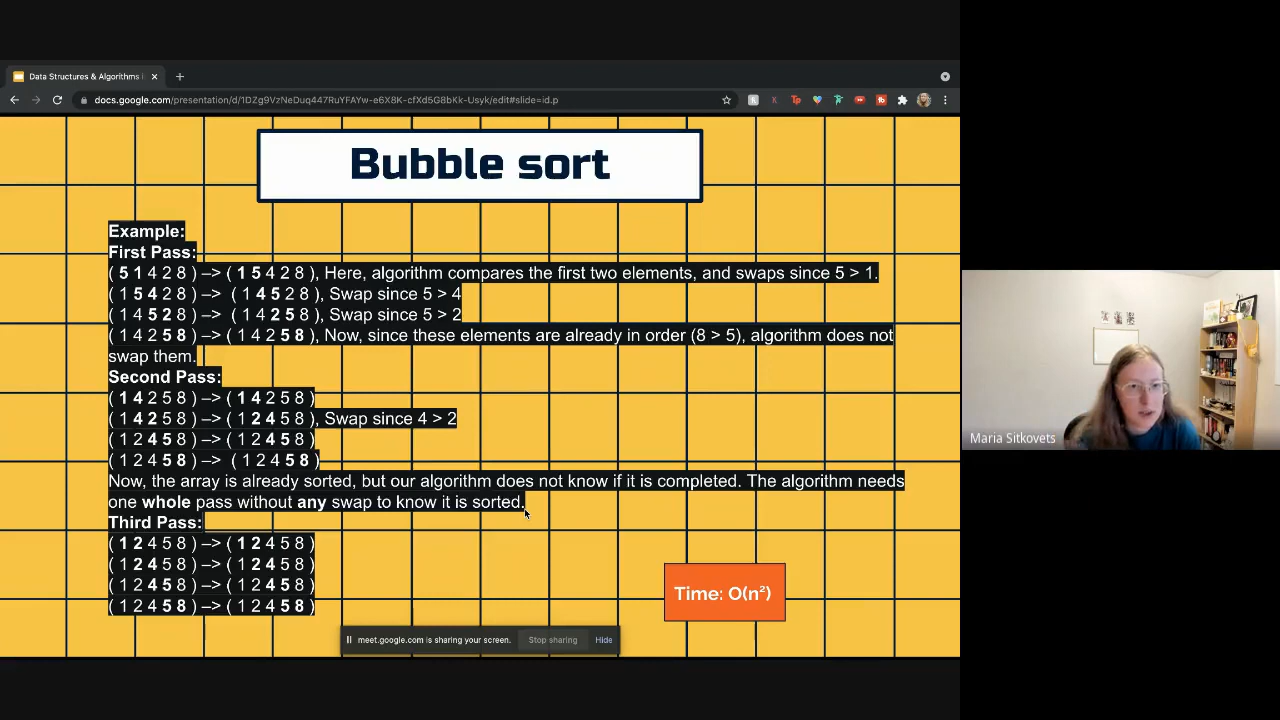 Data Structures & Algorithms i
docs.google.com/presentation/d/1DZg9VzNeDuq447RuYFAYw-e6X8K-cfXd5G8bKk-Usyk/edit#slide=id.p
Bubble sort
Example:
First Pass:
( 5 1 4 2 8 ) –> ( 1 5 4 2 8 ), Here, algorithm compares the first two elements, and swaps since 5 > 1.
( 1 5 4 2 8 ) –> ( 1 4 5 2 8 ), Swap since 5 > 4
( 1 4 5 2 8 ) –> ( 1 4 2 5 8 ), Swap since 5 > 2
( 1 4 2 5 8 ) –> ( 1 4 2 5 8 ), Now, since these elements are already in order (8 > 5), algorithm does not
swap them.
Second Pass:
( 1 4 2 5 8 ) –> ( 1 4 2 5 8 )
( 1 4 2 5 8 ) –> ( 1 2 4 5 8 ), Swap since 4 > 2
( 1 2 4 5 8 ) –> ( 1 2 4 5 8 )
( 1 2 4 5 8 ) –> ( 1 2 4 5 8 )
Now, the array is already sorted, but our algorithm does not know if it is completed. The algorithm needs
one whole pass without any swap to know it is sorted.
Third Pass:
( 1 2 4 5 8 ) –> ( 1 2 4 5 8 )
( 1 2 4 5 8 ) –> ( 1 2 4 5 8 )
( 1 2 4 5 8 ) –> ( 1 2 4 5 8 )
( 1 2 4 5 8 ) –> ( 1 2 4 5 8 )
Time: O(n²)
meet.google.com is sharing your screen. Stop sharing Hide
Maria Sitkovets